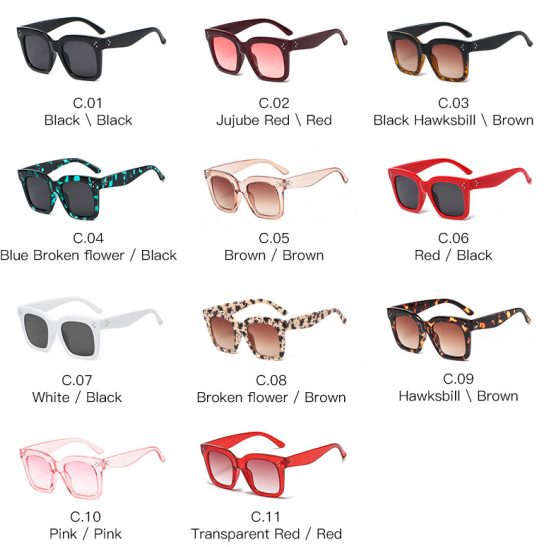 C.01
Black \ Black
C.02
Jujube Red \ Red
C.03
Black Hawksbill \ Brown
C.04
Blue Broken flower / Black
C.05
Brown / Brown
C.06
Red / Black
C.07
White / Black
C.08
Broken flower / Brown
C.09
Hawksbill \ Brown
C.10
Pink / Pink
C.11
Transparent Red / Red